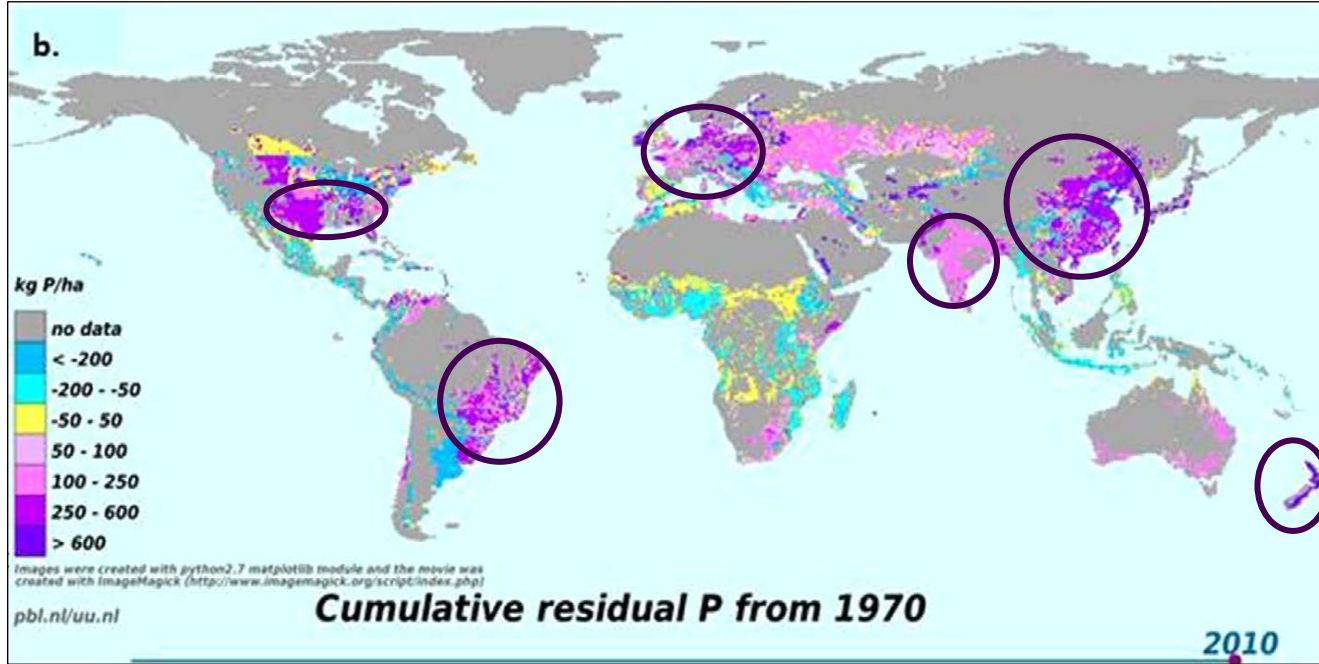 b.
kg P/ha
no data
< -200
-200 - -50
-50 - 50
50 - 100
100 - 250
250 - 600
> 600
Images were created with python2.7 matplotlib module and the movie was
created with ImageMagick (http://www.imagemagick.org/script/index.php)
pbl.nl/uu.nl
Cumulative residual P from 1970
2010